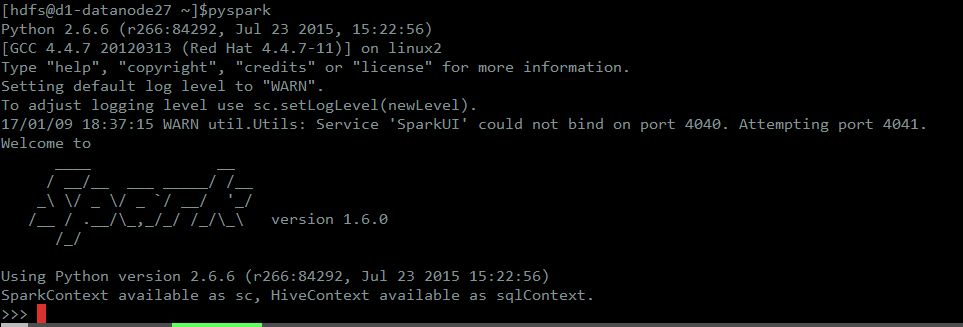 [hdfs@d1-datanode27 ~]$pyspark
Python 2.6.6 (r266:84292, Jul 23 2015, 15:22:56)
[GCC 4.4.7 20120313 (Red Hat 4.4.7-11)] on linux2
Type "help", "copyright", "credits" or "license" for more information.
Setting default log level to "WARN".
To adjust logging level use sc.setLogLevel(newLevel).
17/01/09 18:37:15 WARN util.Utils: Service 'SparkUI' could not bind on port 4040. Attempting port 4041.
Welcome to
      ____              __
     / __/__  ___ _____/ /__
    _\ \/ _ \/ _ `/ __/  '_/
   /__ / .__/\_,_/_/ /_/\_\   version 1.6.0
      /_/
Using Python version 2.6.6 (r266:84292, Jul 23 2015 15:22:56)
SparkContext available as sc, HiveContext available as sqlContext.
>>>